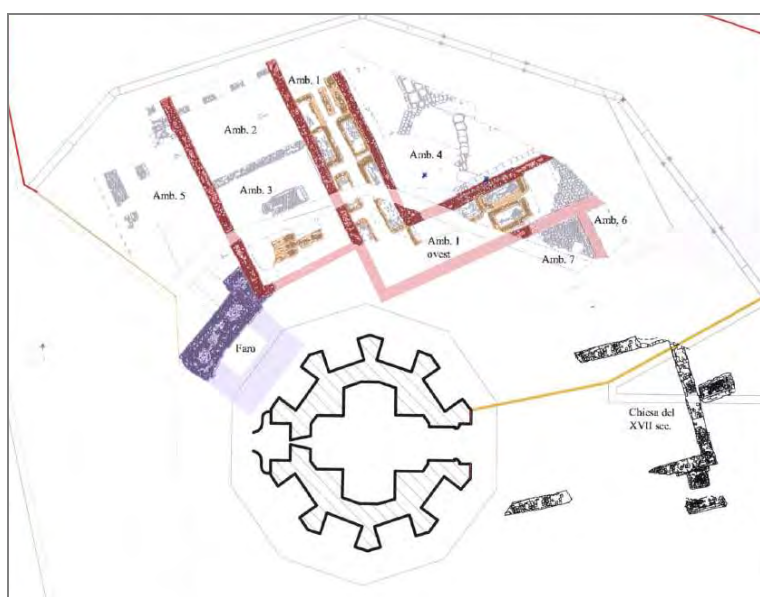 Amb. 1
Amb. 2
Amb. 4
Amb. 5
Amb. 3
Amb. 6
Amb. 1
ovest
Amb. 7
Faro
Chiesa del
XVII sec.